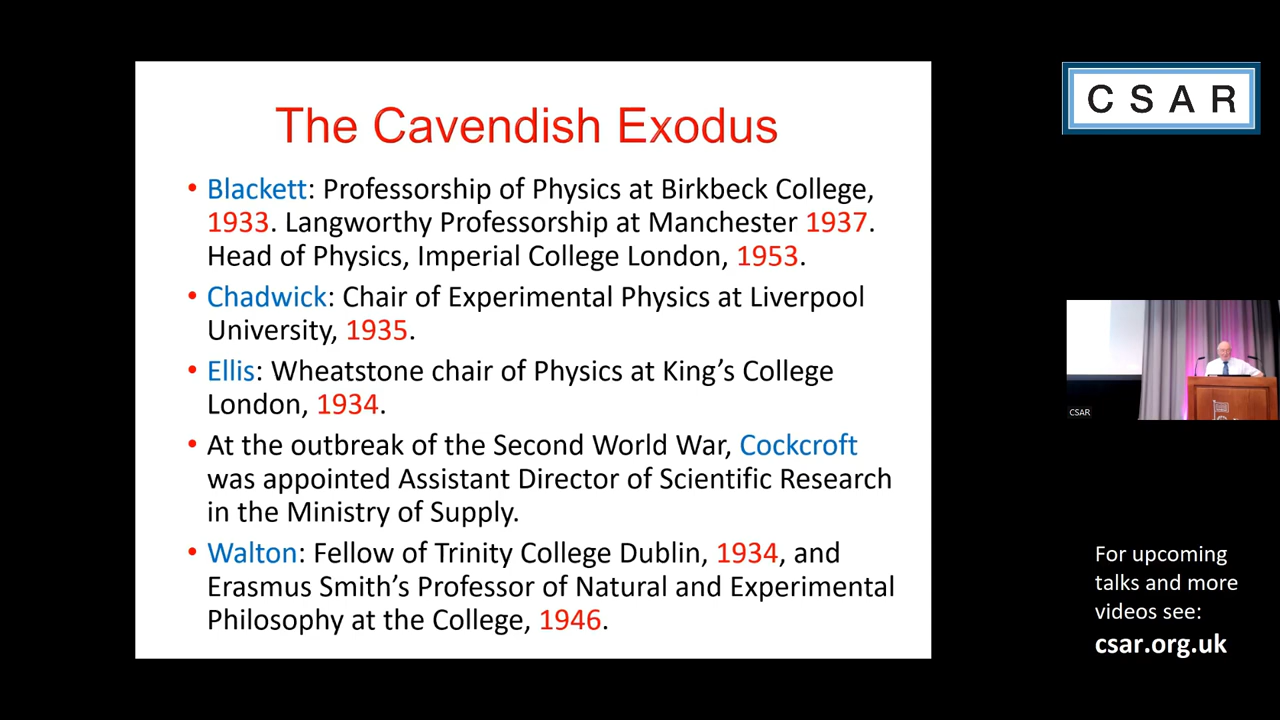 The Cavendish Exodus
• Blackett: Professorship of Physics at Birkbeck College,
1933. Langworthy Professorship at Manchester 1937.
Head of Physics, Imperial College London, 1953.
• Chadwick: Chair of Experimental Physics at Liverpool
University, 1935.
• Ellis: Wheatstone chair of Physics at King’s College
London, 1934.
• At the outbreak of the Second World War, Cockcroft
was appointed Assistant Director of Scientific Research
in the Ministry of Supply.
• Walton: Fellow of Trinity College Dublin, 1934, and
Erasmus Smith’s Professor of Natural and Experimental
Philosophy at the College, 1946.
CSAR
CSAR
For upcoming
talks and more
videos see:
csar.org.uk